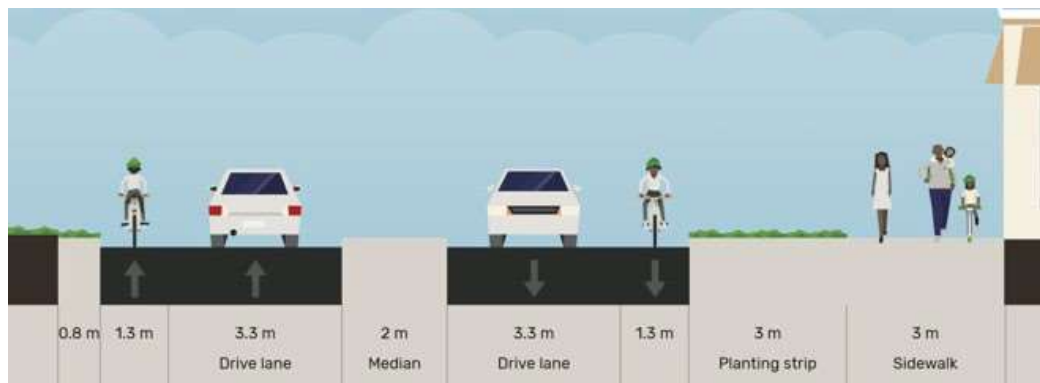 0.8 m 1.3 m 3.3 m 2 m 3.3 m 1.3 m 3 m 3 m
Drive lane Median Drive lane Planting strip Sidewalk